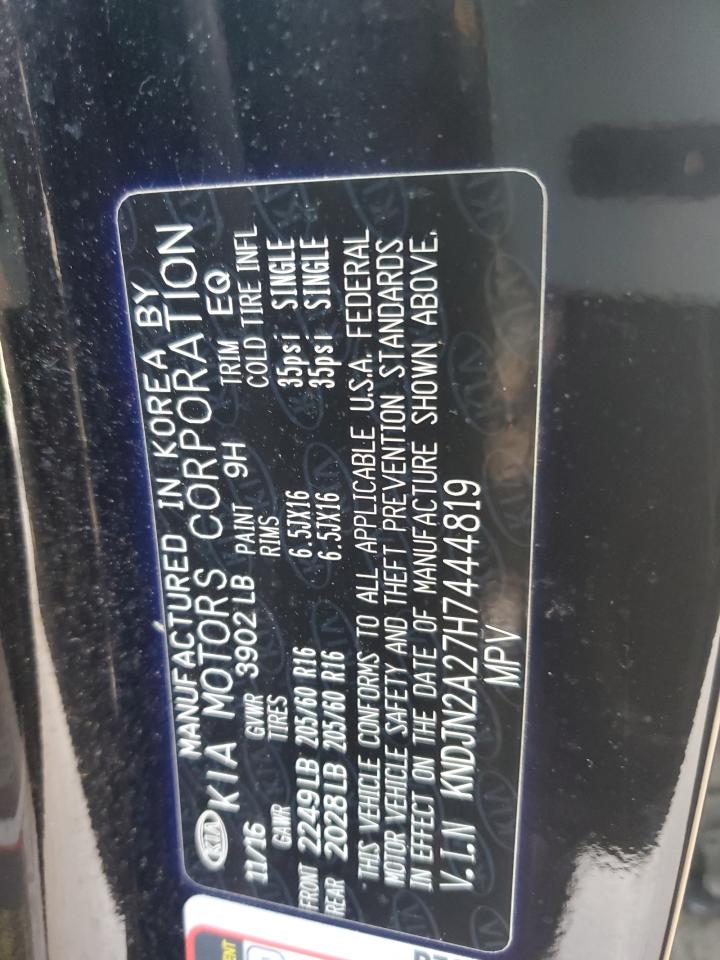 MANUFACTURED IN KOREA BY
KIA KIA MOTORS CORPORATION
11/16 GVWR 3902LB PAINT 9H TRIM EQ
GAWR TIRES RIMS COLD TIRE INFL
FRONT 2249LB 205/60 R16 6.5JX16 35psi SINGLE
REAR 2028LB 205/60 R16 6.5JX16 35psi SINGLE
THIS VEHICLE CONFORMS TO ALL APPLICABLE U.S.A. FEDERAL
MOTOR VEHICLE SAFETY AND THEFT PREVENTION STANDARDS
IN EFFECT ON THE DATE OF MANUFACTURE SHOWN ABOVE.
V.I.N KNDJN2A27H7444819
MPV